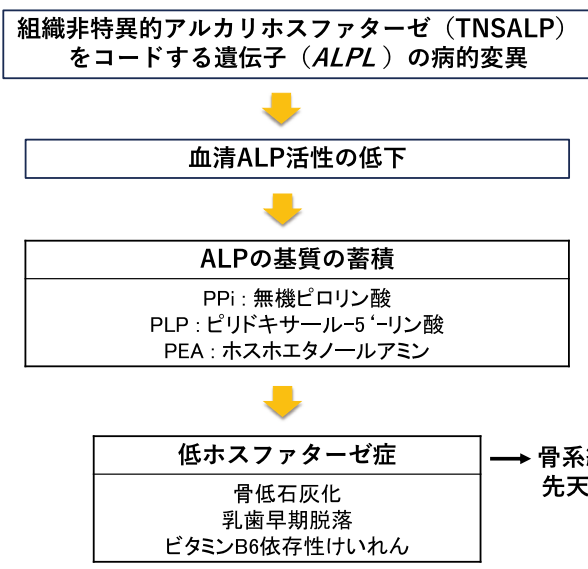 組織非特異的アルカリホスファターゼ（TNSALP）
をコードする遺伝子（ALPL）の病的変異
血清ALP活性の低下
ALPの基質の蓄積
PPi：無機ピロリン酸
PLP：ピリドキサール-5‘-リン酸
PEA：ホスホエタノールアミン
低ホスファターゼ症
骨低石灰化
乳歯早期脱落
ビタミンB6依存性けいれん
骨系
先天